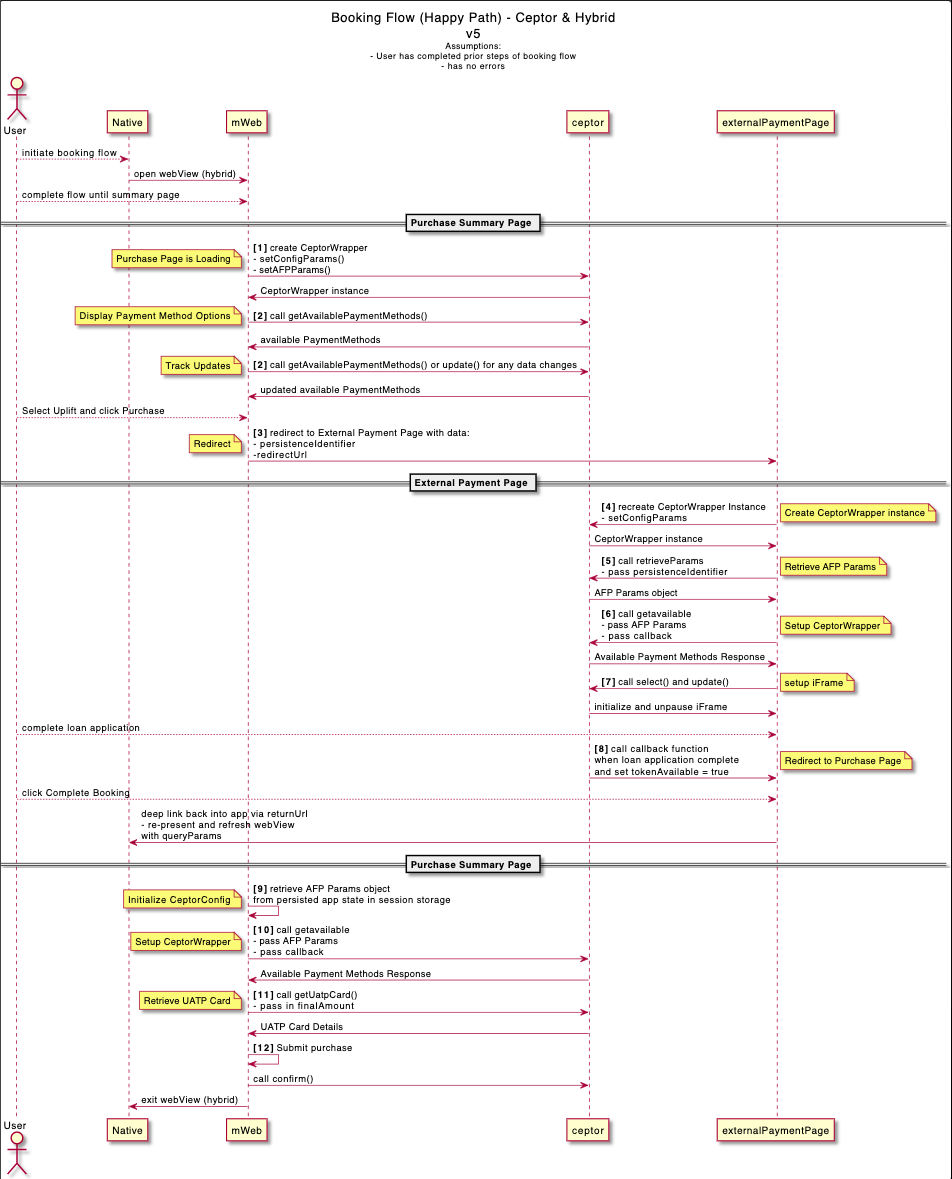 Booking Flow (Happy Path) - Ceptor & Hybrid
v5
Assumptions:
- User has completed prior steps of booking flow
- has no errors
User
Native
mWeb
ceptor
externalPaymentPage
initiate booking flow
open webView (hybrid)
complete flow until summary page
Purchase Summary Page
Purchase Page is Loading
[1] create CeptorWrapper
- setConfigParams()
- setAFPParams()
CeptorWrapper instance
Display Payment Method Options
[2] call getAvailablePaymentMethods()
available PaymentMethods
Track Updates
[2] call getAvailablePaymentMethods() or update() for any data changes
updated available PaymentMethods
Select Uplift and click Purchase
Redirect
[3] redirect to External Payment Page with data:
- persistenceIdentifier
-redirectUrl
External Payment Page
[4] recreate CeptorWrapper Instance
- setConfigParams
Create CeptorWrapper instance
CeptorWrapper instance
[5] call retrieveParams
- pass persistenceIdentifier
Retrieve AFP Params
AFP Params object
[6] call getavailable
- pass AFP Params
- pass callback
Setup CeptorWrapper
Available Payment Methods Response
[7] call select() and update()
setup iFrame
initialize and unpause iFrame
complete loan application
[8] call callback function
when loan application complete
and set tokenAvailable = true
Redirect to Purchase Page
click Complete Booking
deep link back into app via returnUrl
- re-present and refresh webView
with queryParams
Purchase Summary Page
Initialize CeptorConfig
[9] retrieve AFP Params object
from persisted app state in session storage
Setup CeptorWrapper
[10] call getavailable
- pass AFP Params
- pass callback
Available Payment Methods Response
Retrieve UATP Card
[11] call getUatpCard()
- pass in finalAmount
UATP Card Details
[12] Submit purchase
call confirm()
exit webView (hybrid)
User
Native
mWeb
ceptor
externalPaymentPage